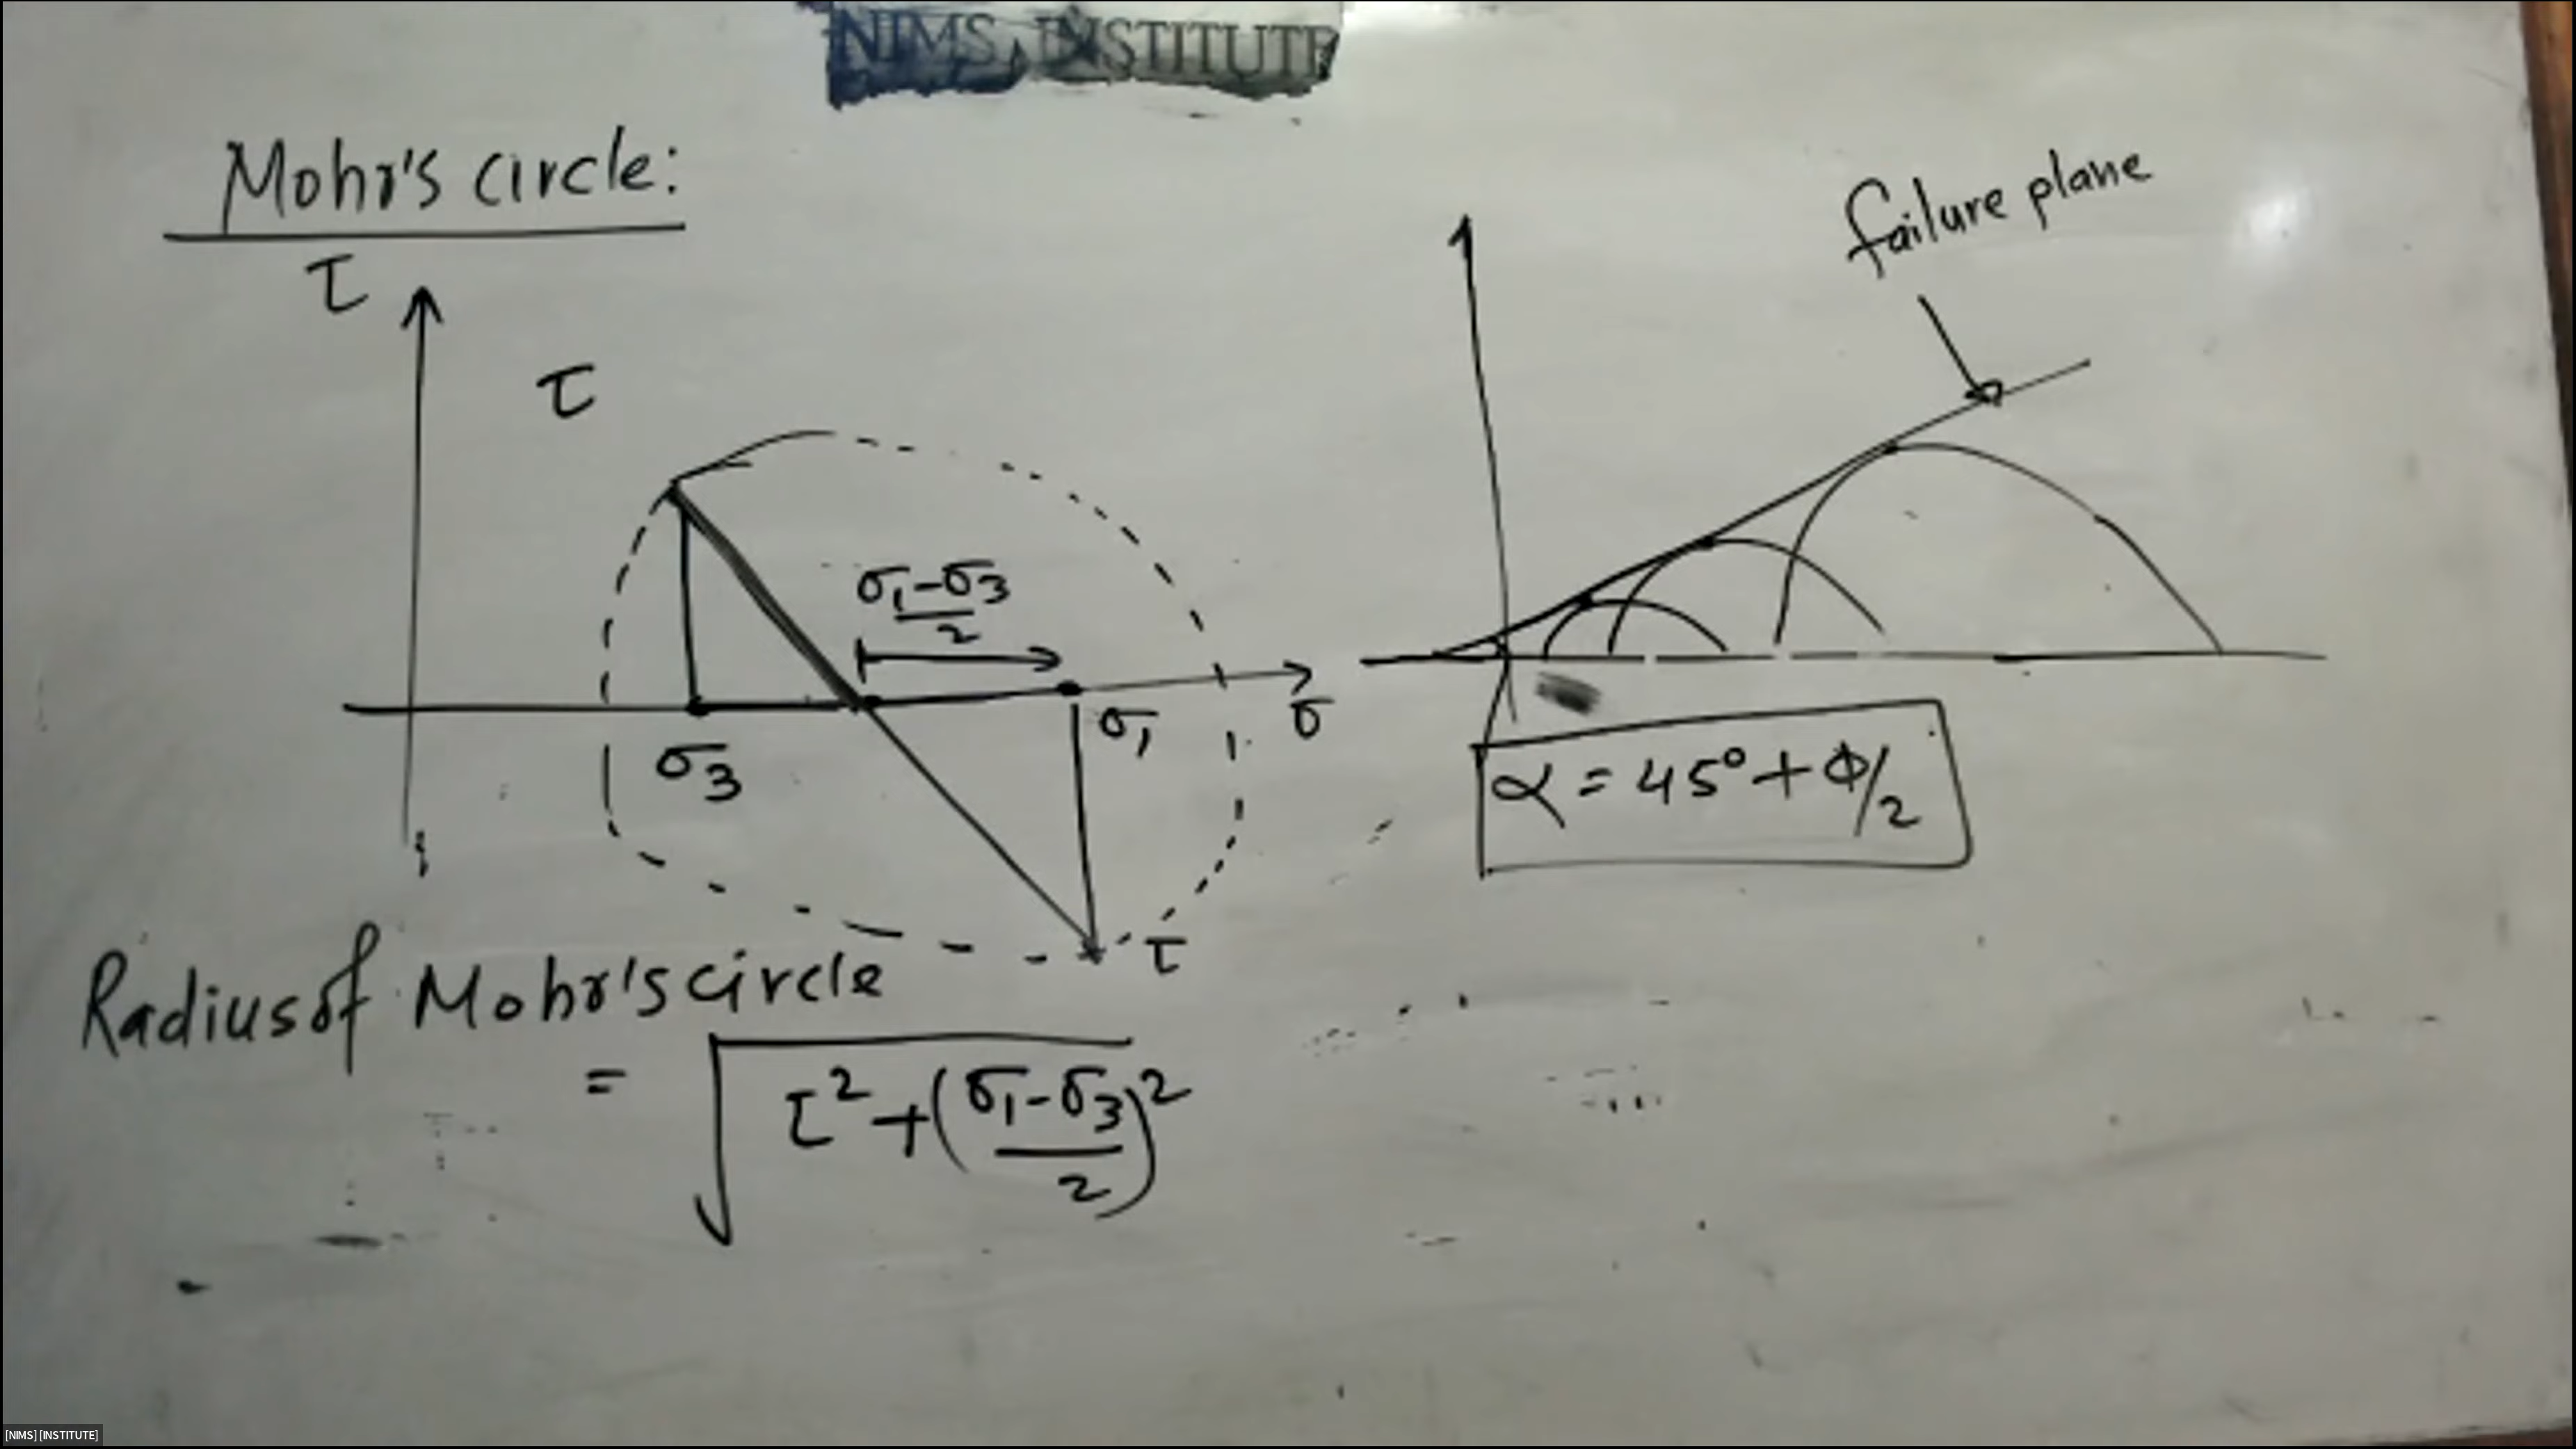 NIMS INSTITUTE
Mohr's circle:
τ
τ
σ₁-σ₃
2
σ₃
σ₁
σ
τ
Radius of Mohr's circle
= √τ²+(σ₁-σ₃/2)²
failure plane
α = 45°+Φ/2
[NIMS] [INSTITUTE]